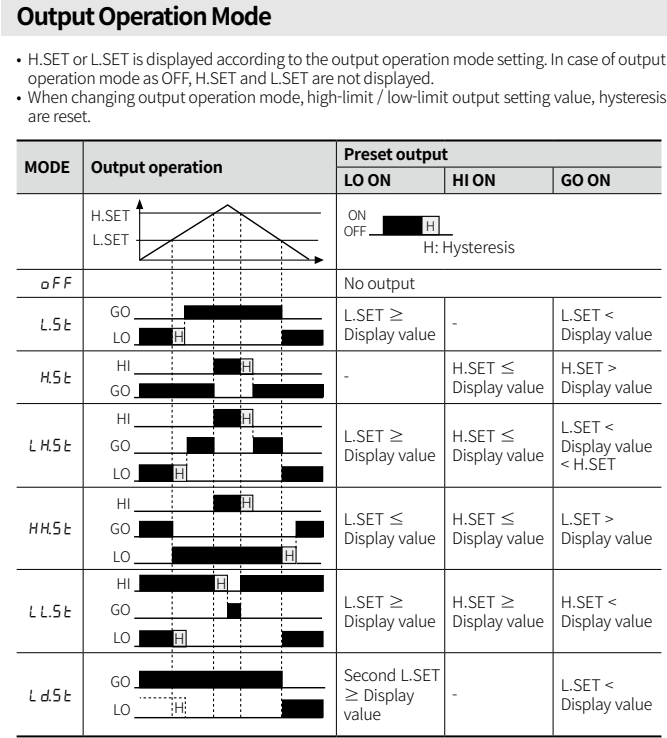 Output Operation Mode
• H.SET or L.SET is displayed according to the output operation mode setting. In case of output
operation mode as OFF, H.SET and L.SET are not displayed.
• When changing output operation mode, high-limit / low-limit output setting value, hysteresis
are reset.
MODE Output operation Preset output
LO ON HI ON GO ON
H.SET
L.SET
ON
OFF H
H: Hysteresis
oFF No output
L.St
GO
LO H
L.SET ≥
Display value
-
L.SET <
Display value
H.St
HI H
GO
-
H.SET ≤
Display value
H.SET >
Display value
LH.St
HI H
GO
LO H
L.SET ≥
Display value
H.SET ≤
Display value
L.SET <
Display value
< H.SET
HH.St
HI H
GO
LO H
L.SET ≤
Display value
H.SET ≤
Display value
L.SET >
Display value
LL.St
HI H
GO
LO H
L.SET ≥
Display value
H.SET ≥
Display value
H.SET <
Display value
Ld.St
GO
LO H
Second L.SET
≥ Display
value
-
L.SET <
Display value